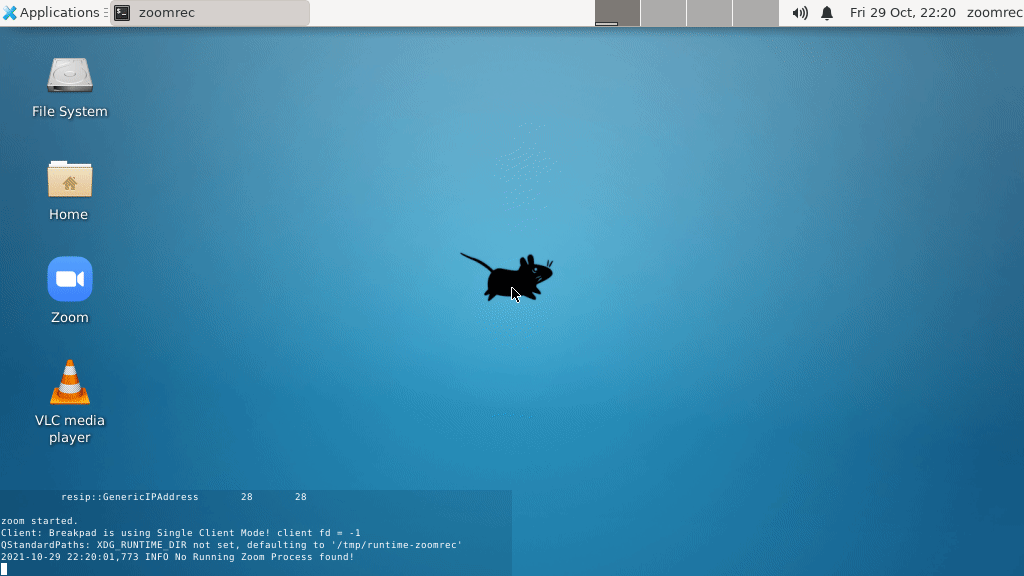 Applications
zoomrec
Fri 29 Oct, 22:20
zoomrec
File System
Home
Zoom
VLC media
player
resip::GenericIPAddress 28 28
zoom started.
Client: Breakpad is using Single Client Mode! client fd = -1
QStandardPaths: XDG_RUNTIME_DIR not set, defaulting to '/tmp/runtime-zoomrec'
2021-10-29 22:20:01,773 INFO No Running Zoom Process found!